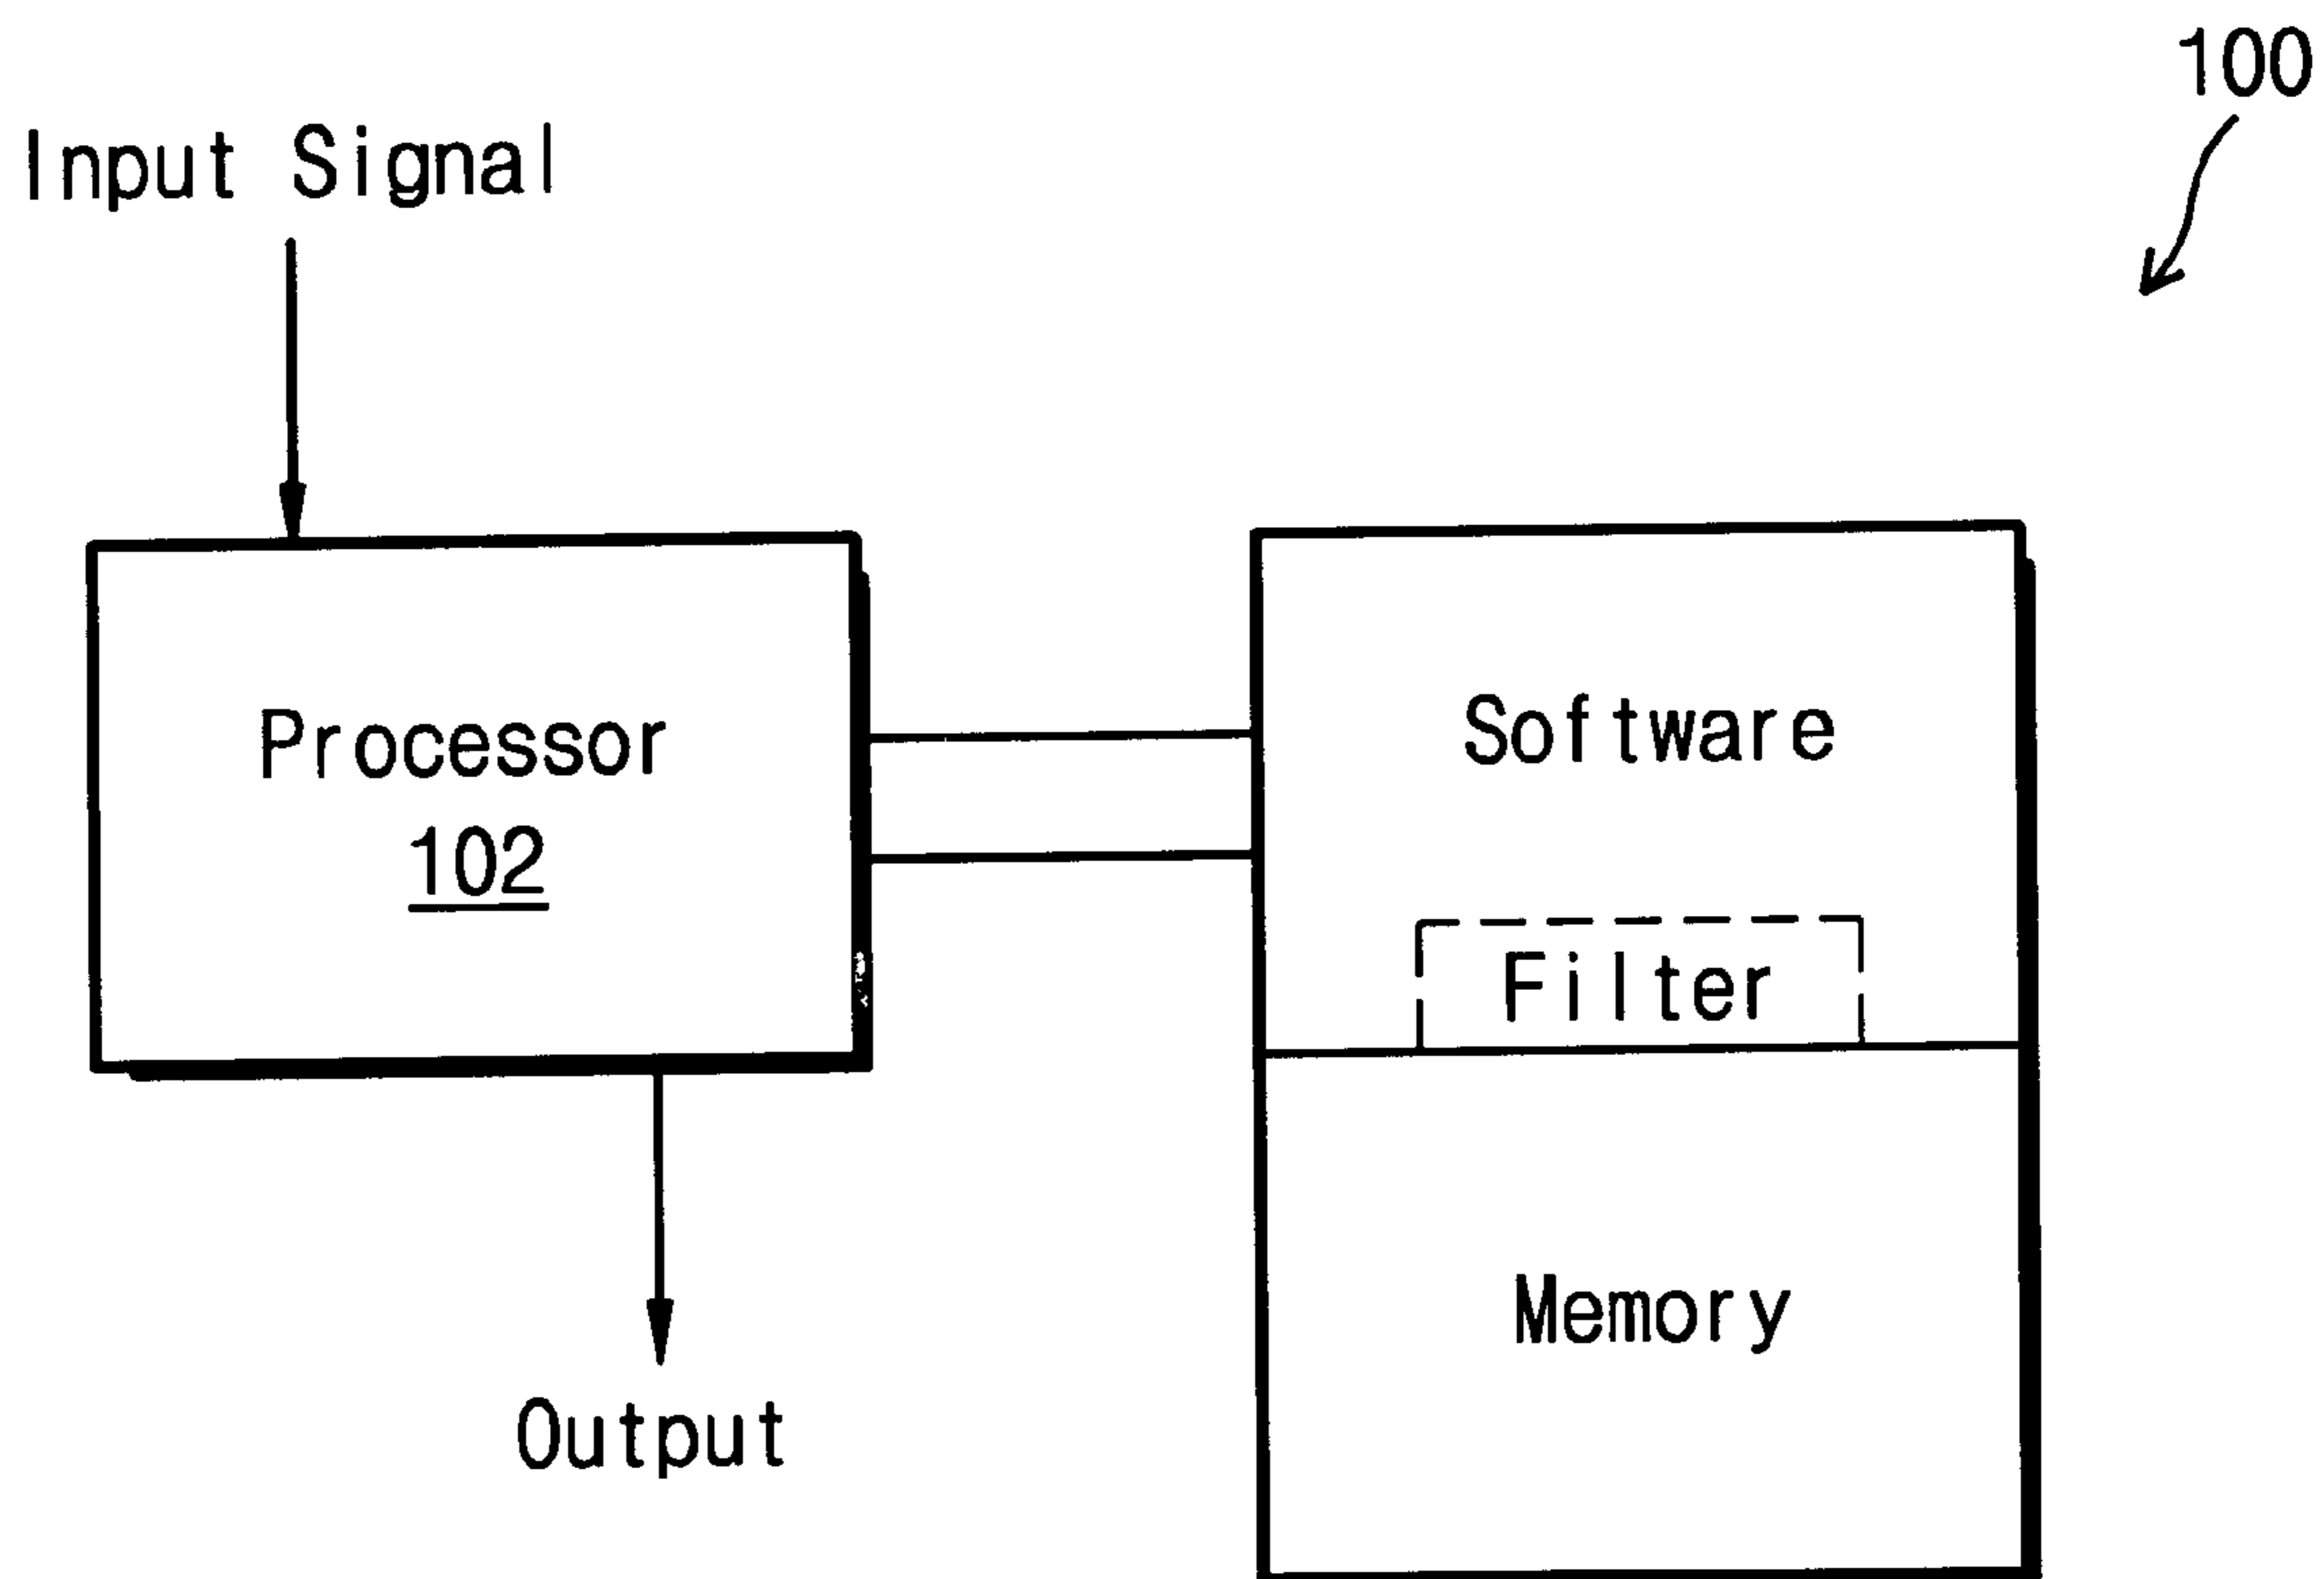 100
Input Signal
Processor
102
Software
Filter
Memory
Output